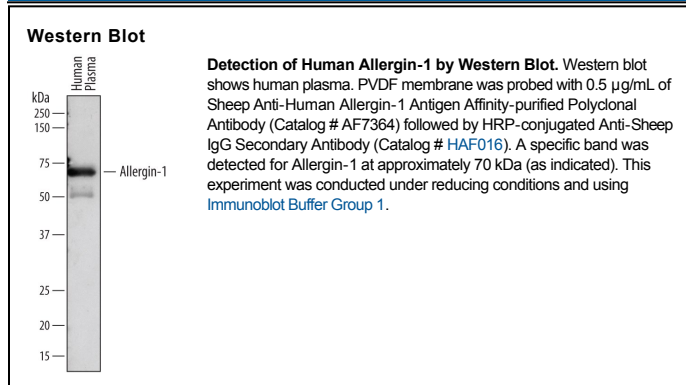 Western Blot
Human
Plasma
kDa
250
150
75
50
37
25
20
15
Allergin-1
Detection of Human Allergin-1 by Western Blot. Western blot
shows human plasma. PVDF membrane was probed with 0.5 µg/mL of
Sheep Anti-Human Allergin-1 Antigen Affinity-purified Polyclonal
Antibody (Catalog # AF7364) followed by HRP-conjugated Anti-Sheep
IgG Secondary Antibody (Catalog # HAF016). A specific band was
detected for Allergin-1 at approximately 70 kDa (as indicated). This
experiment was conducted under reducing conditions and using
Immunoblot Buffer Group 1.